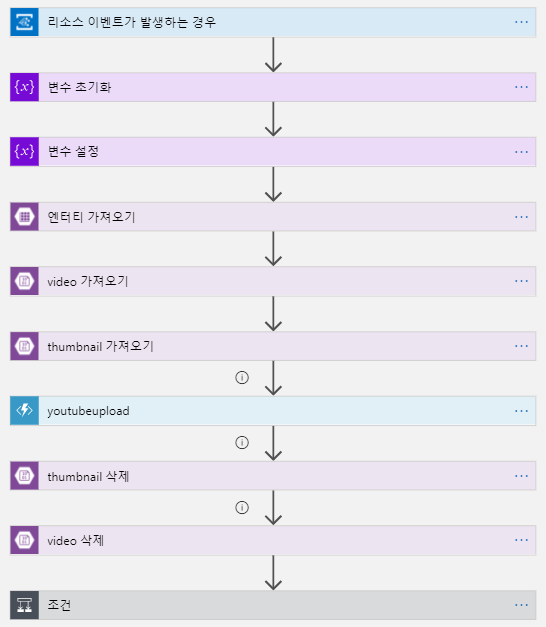 리소스 이벤트가 발생하는 경우
{x} 변수 초기화
{x} 변수 설정
엔터티 가져오기
video 가져오기
thumbnail 가져오기
youtubeupload
thumbnail 삭제
video 삭제
조건